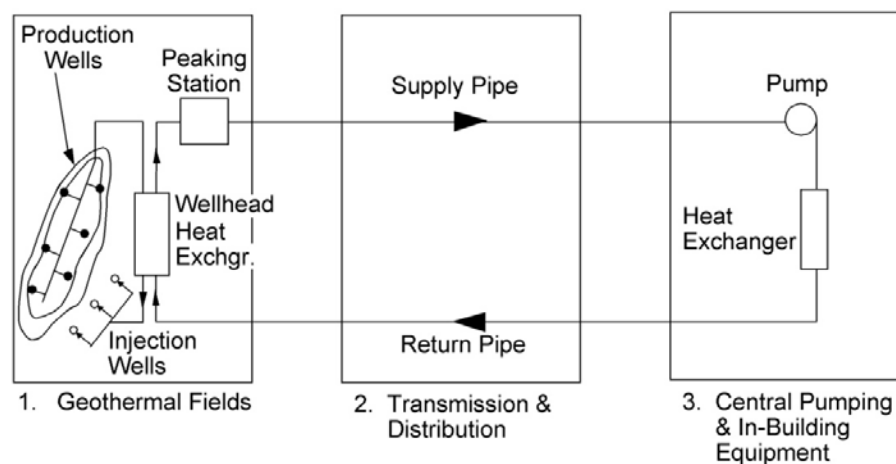 Production
Wells
Peaking
Station
Supply Pipe
Pump
Wellhead
Heat
Exchgr.
Heat
Exchanger
Injection
Wells
Return Pipe
1. Geothermal Fields
2. Transmission &
Distribution
3. Central Pumping
& In-Building
Equipment